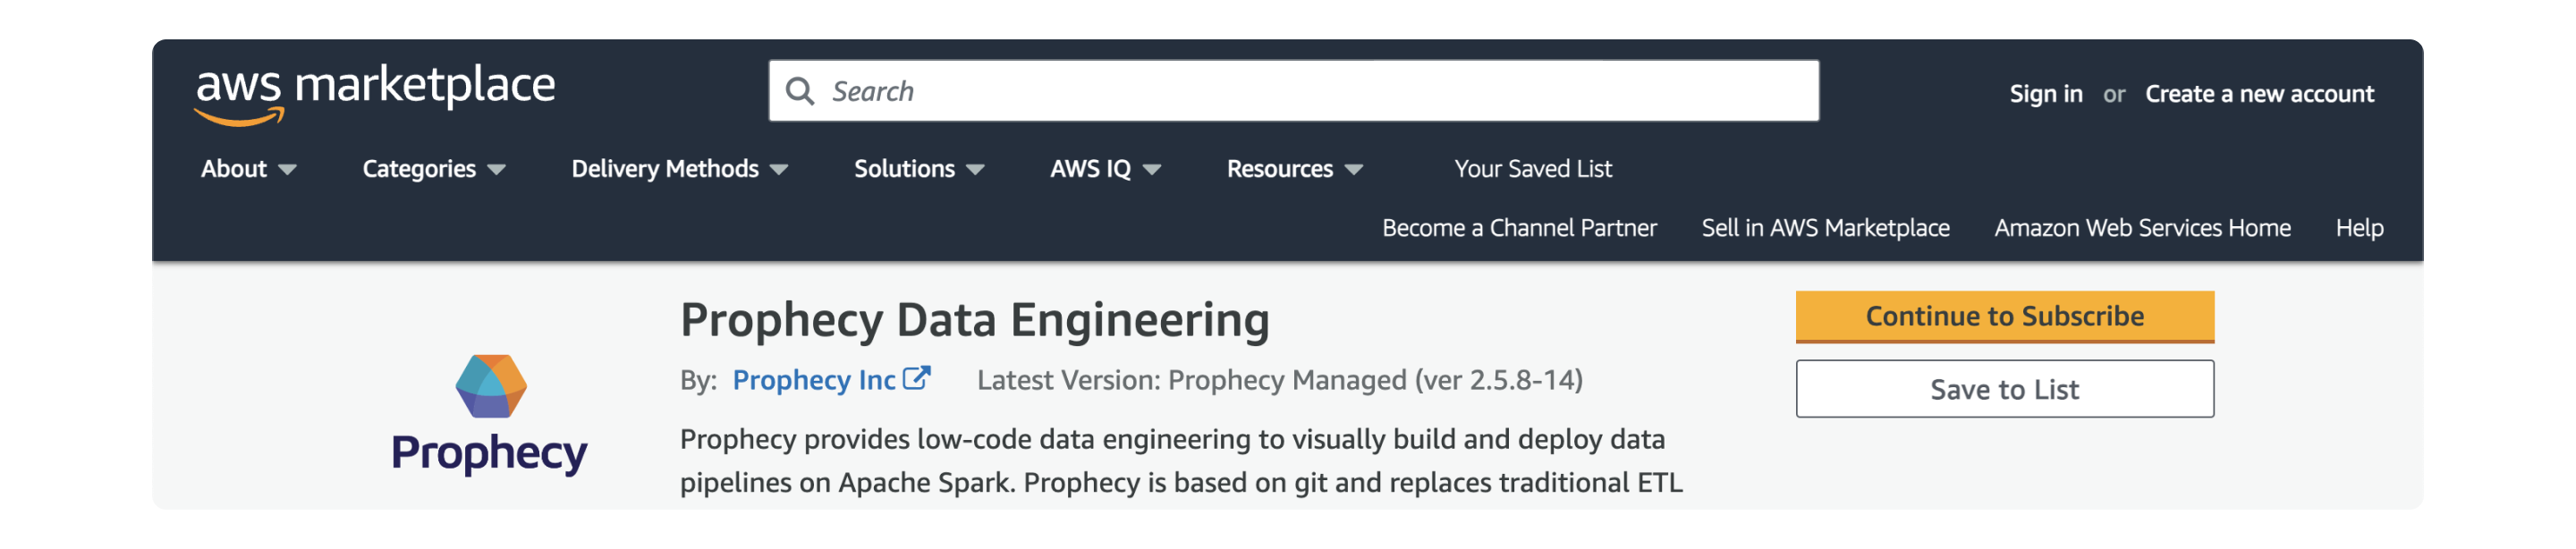 aws marketplace
Search
Sign in or Create a new account
About Categories Delivery Methods Solutions AWS IQ Resources Your Saved List
Become a Channel Partner Sell in AWS Marketplace Amazon Web Services Home Help
Prophecy
Prophecy Data Engineering
By: Prophecy Inc Latest Version: Prophecy Managed (ver 2.5.8-14)
Prophecy provides low-code data engineering to visually build and deploy data
pipelines on Apache Spark. Prophecy is based on git and replaces traditional ETL
Continue to Subscribe
Save to List